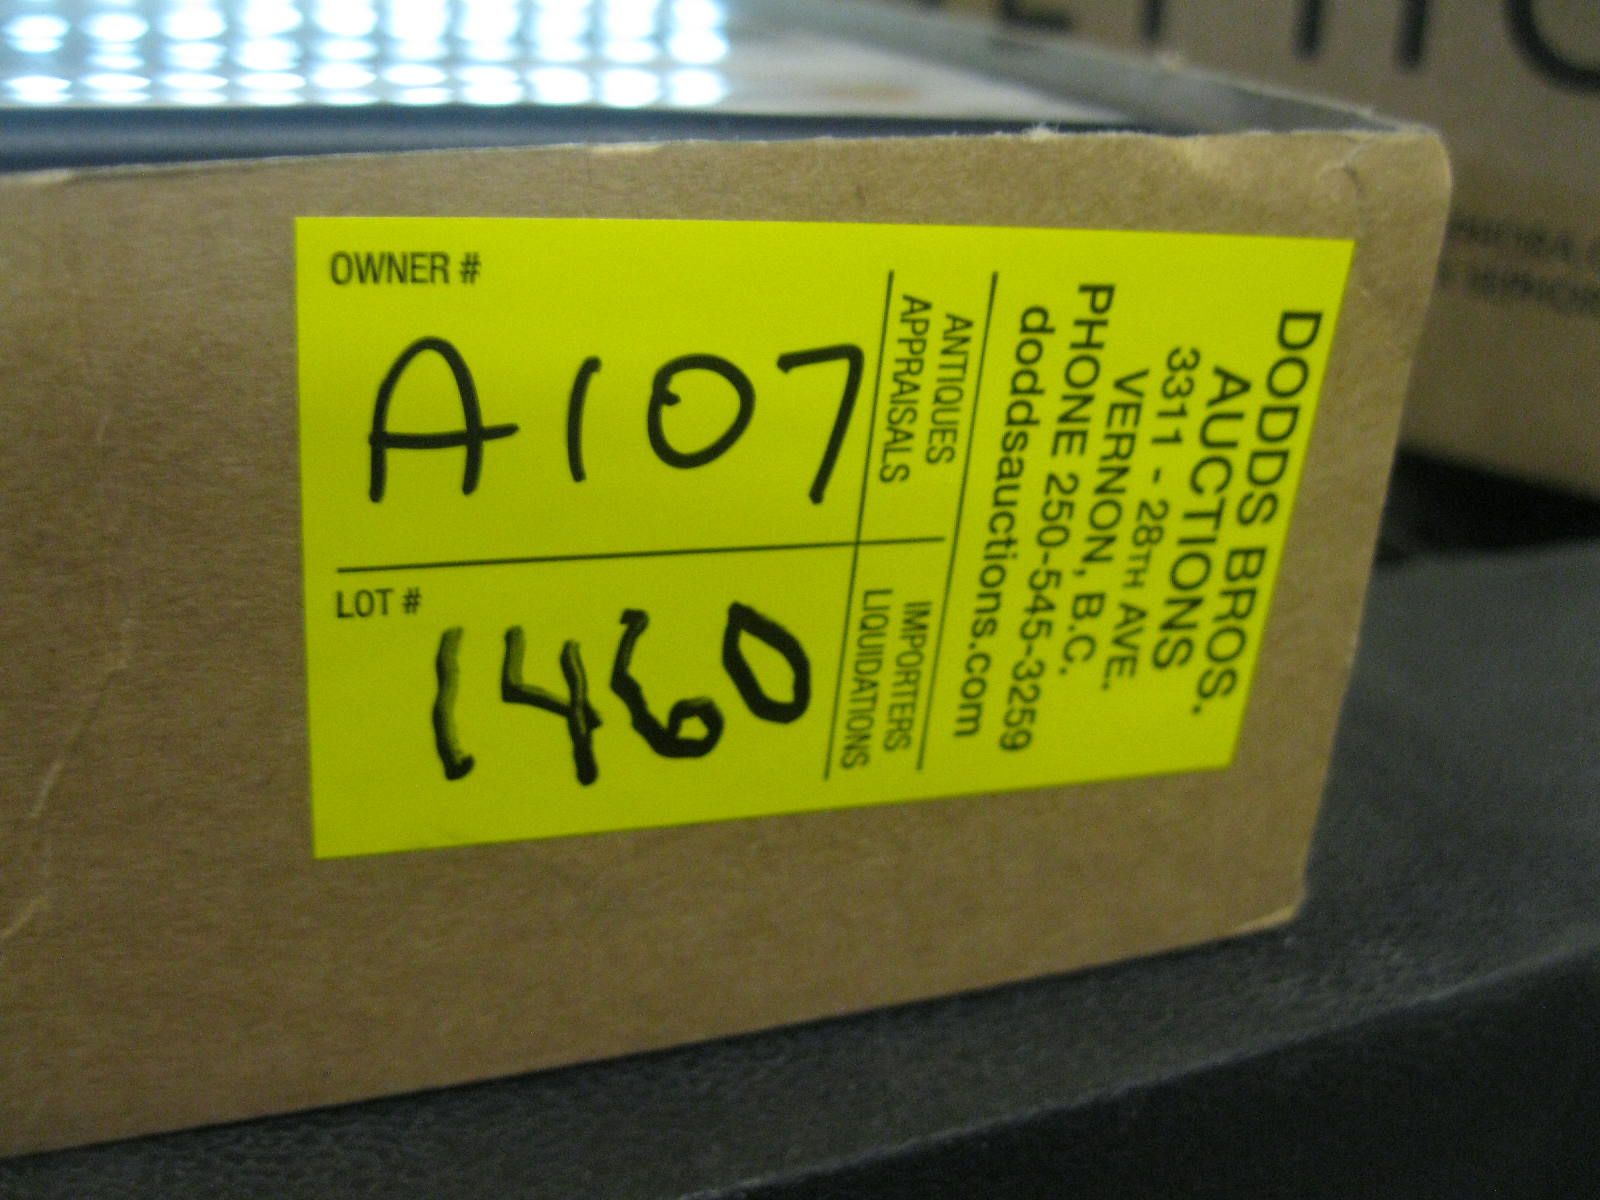 OWNER #
A107
LOT #
1460
DODDS BROS.
AUCTIONS
3311 - 28TH AVE.
VERNON, B.C.
PHONE 250-545-3259
doddsauctions.com
ANTIQUES
APPRAISALS
IMPORTERS
LIQUIDATIONS